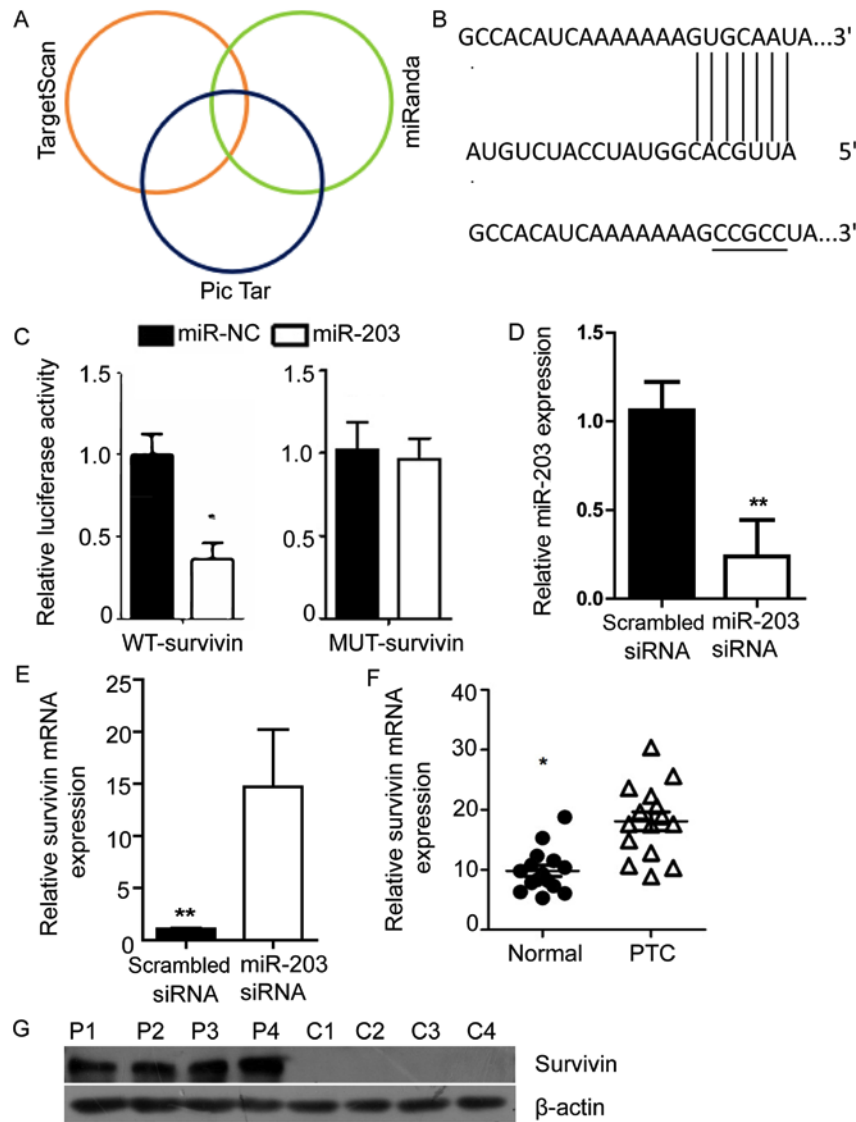 A
TargetScan
miRanda
Pic Tar
B
GCCACAUCAAAAAAAGUGCAAUA...3'
AUGUCUACCUAUGGCACGUUA 5'
GCCACAUCAAAAAAAGCCGCCUA...3'
C
miR-NC miR-203
Relative luciferase activity
1.5
1.0
0.5
0
WT-survivin
1.5
1.0
0.5
0
MUT-survivin
D
Relative miR-203 expression
1.5
1.0
0.5
0.0
**
Scrambled siRNA
miR-203 siRNA
E
Relative survivin mRNA
expression
25
20
15
10
5
0
**
Scrambled siRNA
miR-203 siRNA
F
Relative survivin mRNA
expression
40
30
20
10
0
*
Normal PTC
G
P1 P2 P3 P4 C1 C2 C3 C4
Survivin
β-actin